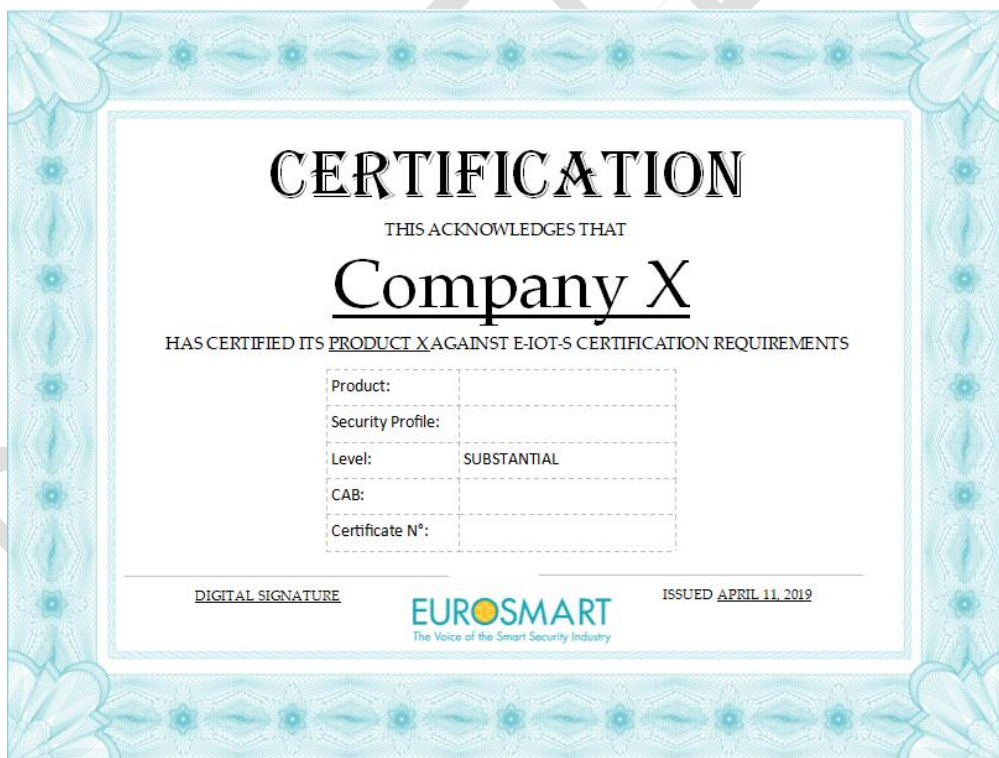 CERTIFICATION
THIS ACKNOWLEDGES THAT
Company X
HAS CERTIFIED ITS PRODUCT X AGAINST E-IOT-S CERTIFICATION REQUIREMENTS
Product:
Security Profile:
Level: SUBSTANTIAL
CAB:
Certificate N°:
DIGITAL SIGNATURE
ISSUED APRIL 11, 2019
EUROSMART
The Voice of the Smart Security Industry